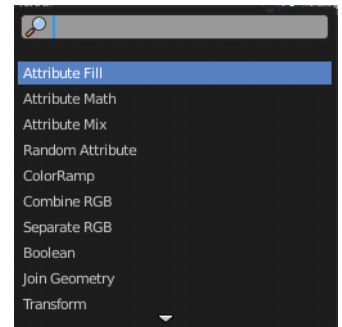 Attribute Fill
Attribute Math
Attribute Mix
Random Attribute
ColorRamp
Combine RGB
Separate RGB
Boolean
Join Geometry
Transform